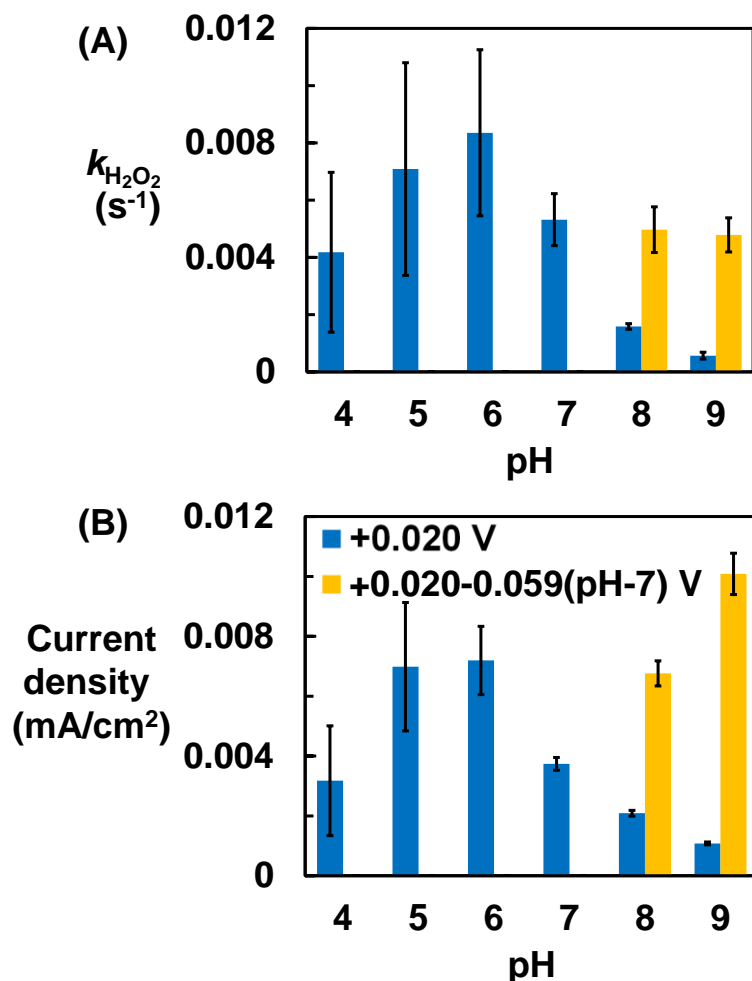 (A)
0.012
0.008
0.004
0
kH₂O₂
(s⁻¹)
4 5 6 7 8 9
pH
(B)
0.012
0.008
0.004
0
+0.020 V
+0.020-0.059(pH-7) V
Current
density
(mA/cm²)
4 5 6 7 8 9
pH